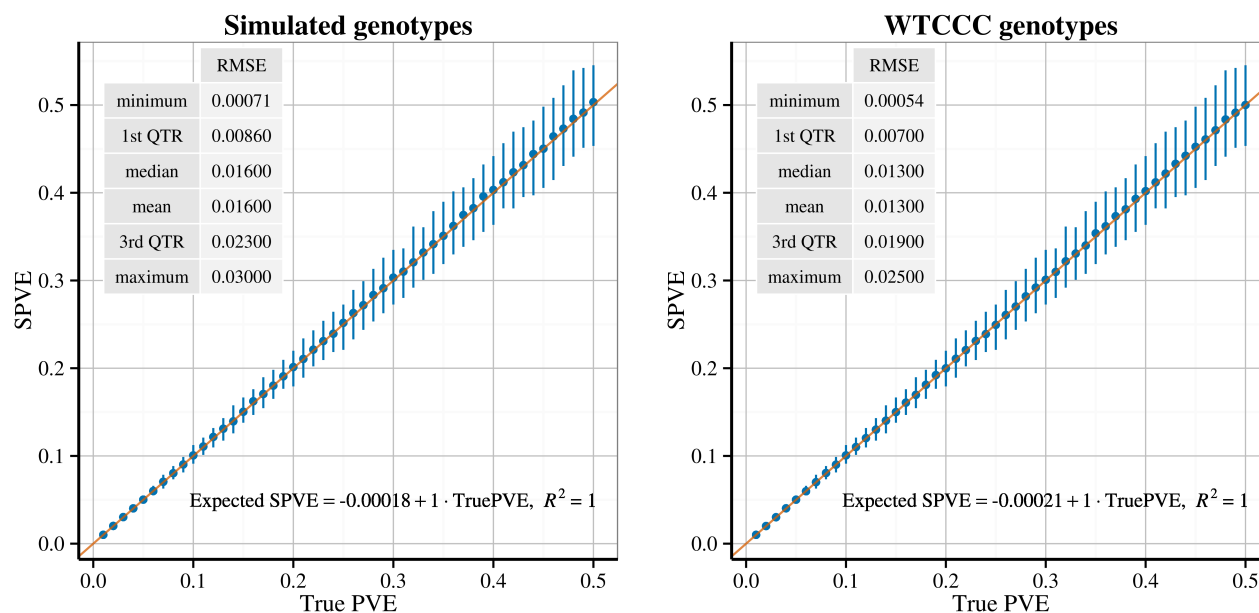 Simulated genotypes
RMSE
minimum 0.00071
1st QTR 0.00860
median 0.01600
mean 0.01600
3rd QTR 0.02300
maximum 0.03000
SPVE
0.5
0.4
0.3
0.2
0.1
0.0
Expected SPVE = -0.00018 + 1 · TruePVE, R² = 1
0.0 0.1 0.2 0.3 0.4 0.5
True PVE
WTCCC genotypes
RMSE
minimum 0.00054
1st QTR 0.00700
median 0.01300
mean 0.01300
3rd QTR 0.01900
maximum 0.02500
SPVE
0.5
0.4
0.3
0.2
0.1
0.0
Expected SPVE = -0.00021 + 1 · TruePVE, R² = 1
0.0 0.1 0.2 0.3 0.4 0.5
True PVE